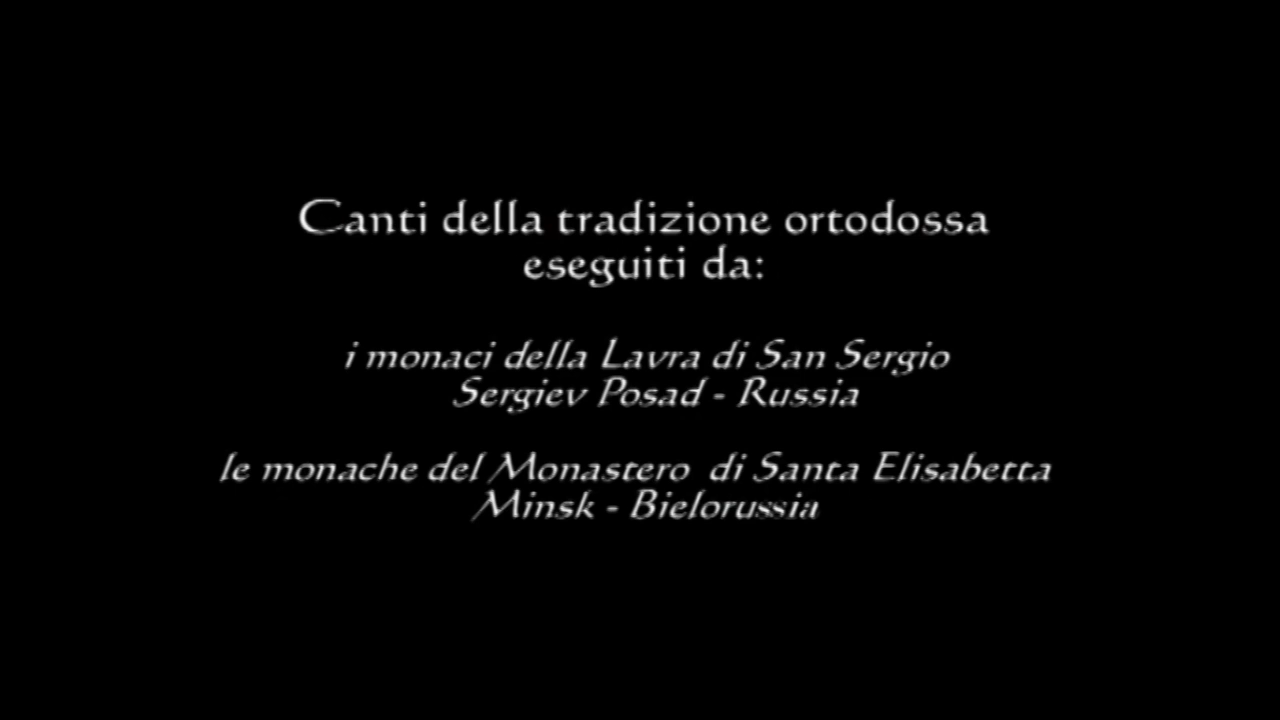 Canti della tradizione ortodossa
eseguiti da:
i monaci della Lavra di San Sergio
Sergiev Posad - Russia
le monache del Monastero di Santa Elisabetta
Minsk - Bielorussia